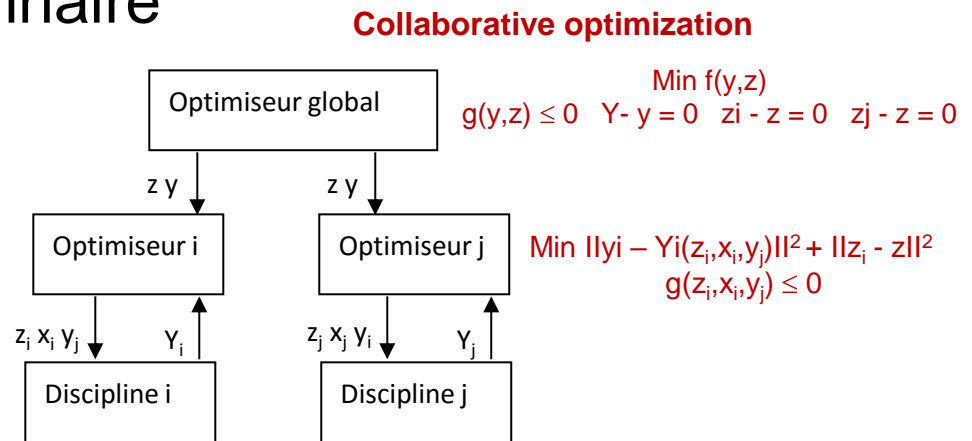 inaire
Collaborative optimization
Optimiseur global
Min f(y,z)
g(y,z) ≤ 0 Y- y = 0 zi - z = 0 zj - z = 0
z y z y
Optimiseur i Optimiseur j
Min IIyi – Yi(zᵢ,xᵢ,yⱼ)II² + IIzᵢ - zII²
g(zᵢ,xᵢ,yⱼ) ≤ 0
zᵢ xᵢ yⱼ Yᵢ zⱼ xⱼ yᵢ Yⱼ
Discipline i Discipline j